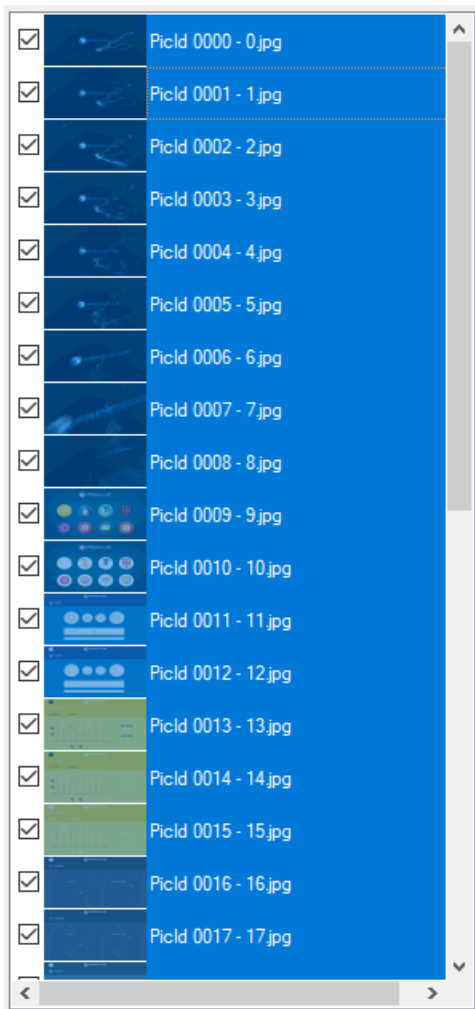 PicId 0000 - 0.jpg
PicId 0001 - 1.jpg
PicId 0002 - 2.jpg
PicId 0003 - 3.jpg
PicId 0004 - 4.jpg
PicId 0005 - 5.jpg
PicId 0006 - 6.jpg
PicId 0007 - 7.jpg
PicId 0008 - 8.jpg
PicId 0009 - 9.jpg
PicId 0010 - 10.jpg
PicId 0011 - 11.jpg
PicId 0012 - 12.jpg
PicId 0013 - 13.jpg
PicId 0014 - 14.jpg
PicId 0015 - 15.jpg
PicId 0016 - 16.jpg
PicId 0017 - 17.jpg